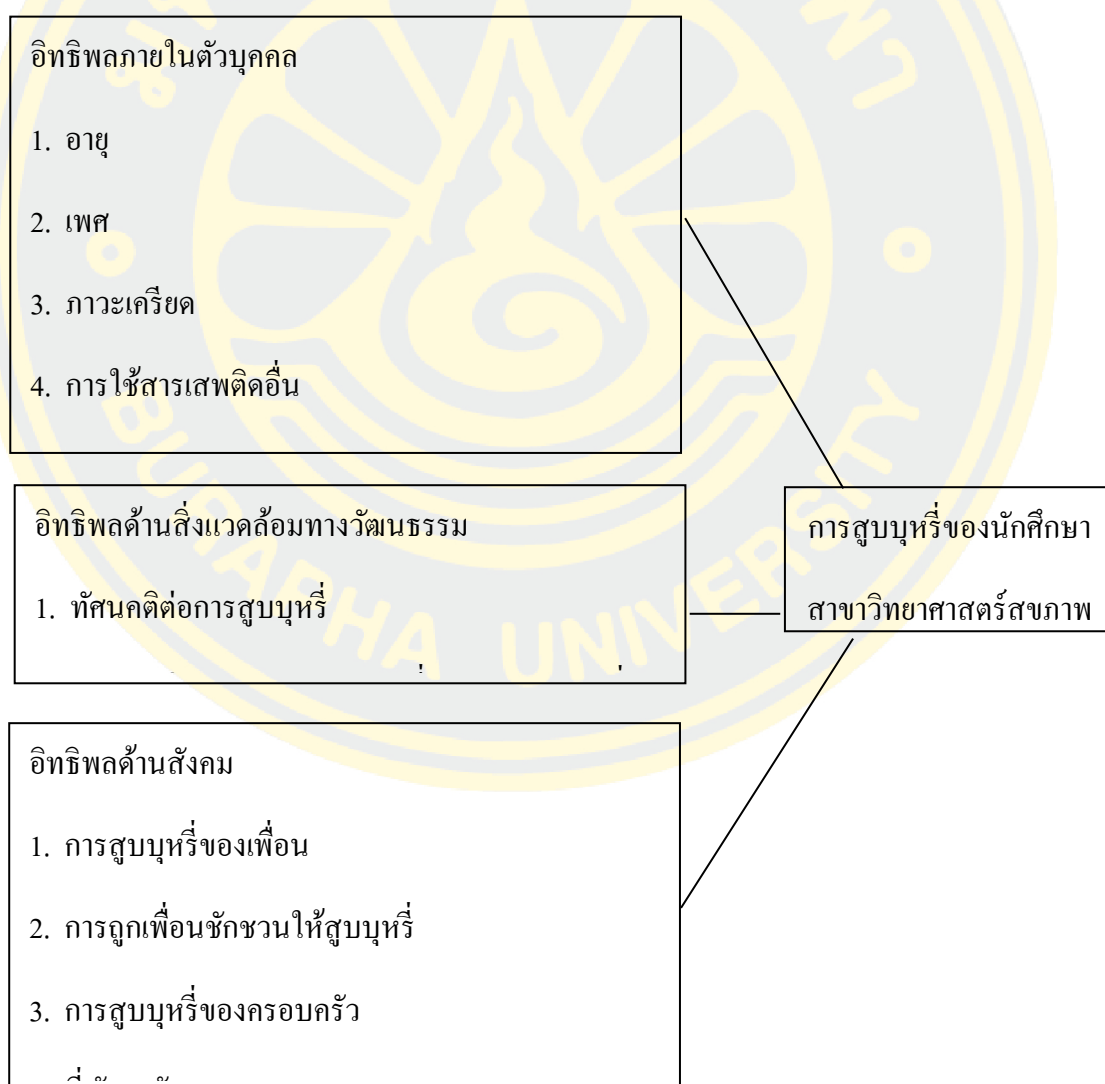 อิทธิพลภายในตัวบุคคล
1. อายุ
2. เพศ
3. ภาวะเครียด
4. การใช้สารเสพติดอื่น
อิทธิพลด้านสิ่งแวดล้อมทางวัฒนธรรม
1. ทัศนคติต่อการสูบบุหรี่
การสูบบุหรี่ของนักศึกษา
สาขาวิทยาศาสตร์สุขภาพ
อิทธิพลด้านสังคม
1. การสูบบุหรี่ของเพื่อน
2. การถูกเพื่อนชักชวนให้สูบบุหรี่
3. การสูบบุหรี่ของครอบครัว
BURAPHA UNIVERSITY